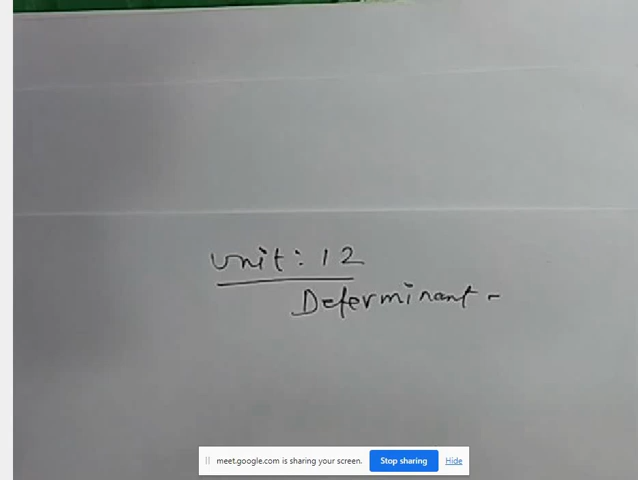 Unit: 12
Determinant -
meet.google.com is sharing your screen. Stop sharing Hide